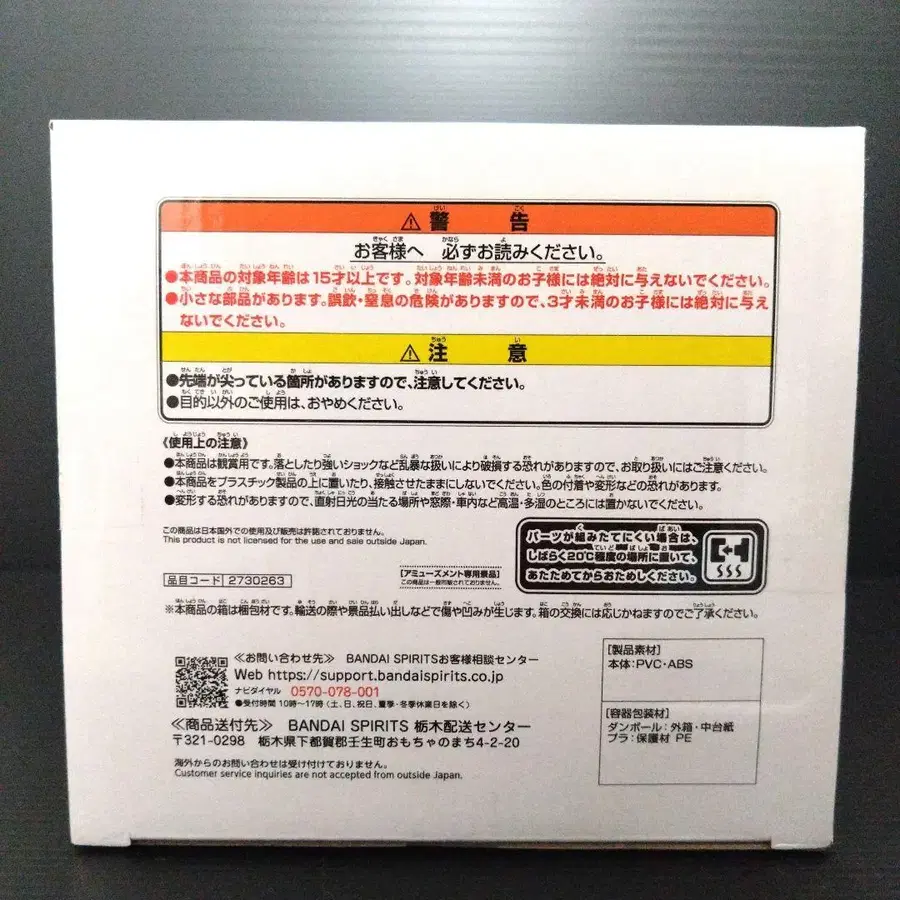 ⚠警告
お客様へ 必ずお読みください。
●本商品の対象年齢は15才以上です。対象年齢未満のお子様には絶対に与えないでください。
●小さな部品があります。誤飲・窒息の危険がありますので、3才未満のお子様には絶対に与え
ないでください。
⚠注意
●先端が尖っている箇所がありますので、注意してください。
●目的以外のご使用は、おやめください。
《使用上の注意》
●本商品は観賞用です。落としたり強いショックなど乱暴な扱いにより破損する恐れがありますので、お取り扱いにはご注意ください。
●本商品をプラスチック製品の上に置いたり、接触させたままにしないでください。色の付着や変形などの恐れがあります。
●変形する恐れがありますので、直射日光の当たる場所や窓際・車内など高温・多湿のところには置かないでください。
この商品は日本国外での使用及び販売は許諾されておりません。
This product is not licensed for the use and sale outside Japan.
パーツが組みたてにくい場合は、
しばらく20℃程度の場所に置いて、
あたためてからおためしください。
品目コード 2730263
【アミューズメント専用景品】
この商品は一般市販されておりません。
※本商品の箱は梱包材です。輸送の際や景品払い出しなどで傷や凹みが生じます。箱の交換には応じかねますのでご了承ください。
≪お問い合わせ先≫ BANDAI SPIRITSお客様相談センター
Web https://support.bandaispirits.co.jp
ナビダイヤル 0570-078-001
●受付時間 10時〜17時（土、日、祝日、夏季・冬季休業日を除く）
≪商品送付先≫ BANDAI SPIRITS 栃木配送センター
〒321-0298 栃木県下都賀郡壬生町おもちゃのまち4-2-20
海外からのお問い合わせは受け付けておりません。
Customer service inquiries are not accepted from outside Japan.
[製品素材]
本体:PVC・ABS
[容器包装材]
ダンボール:外箱・中台紙
プラ:保護材 PE